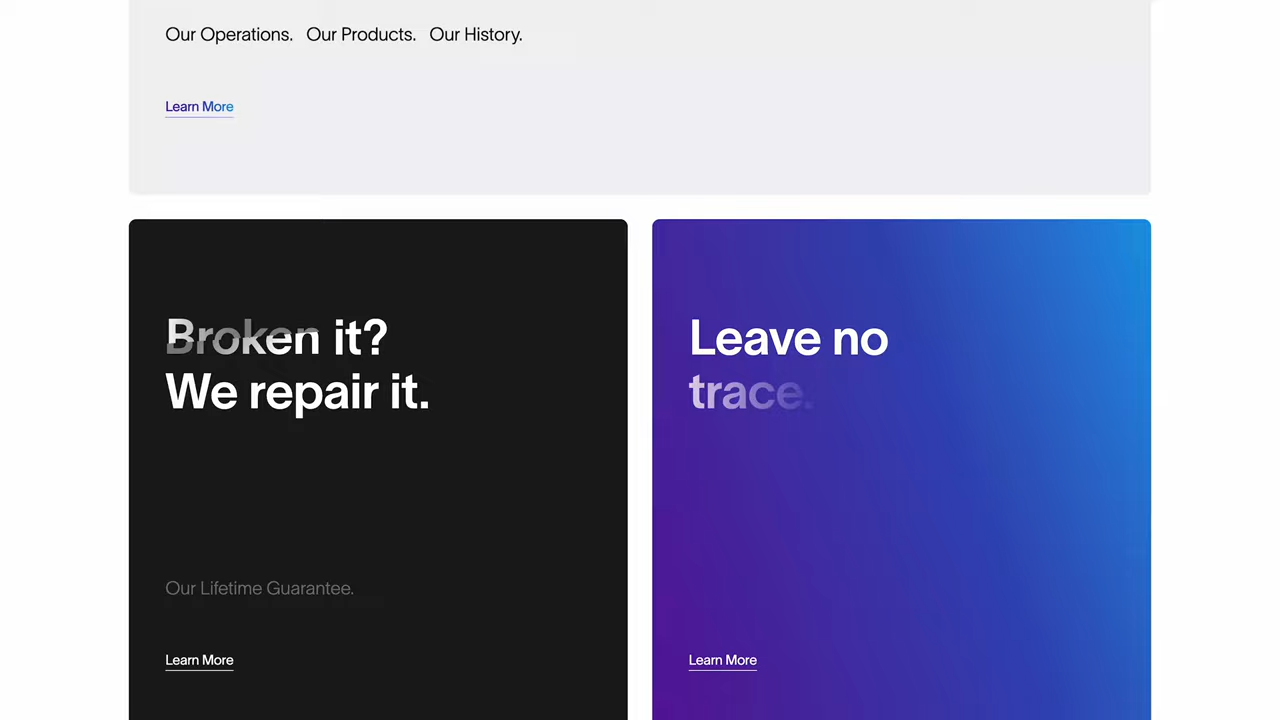 Our Operations. Our Products. Our History.
Learn More
Broken it?
We repair it.
Our Lifetime Guarantee.
Learn More
Leave no
trace.
Learn More